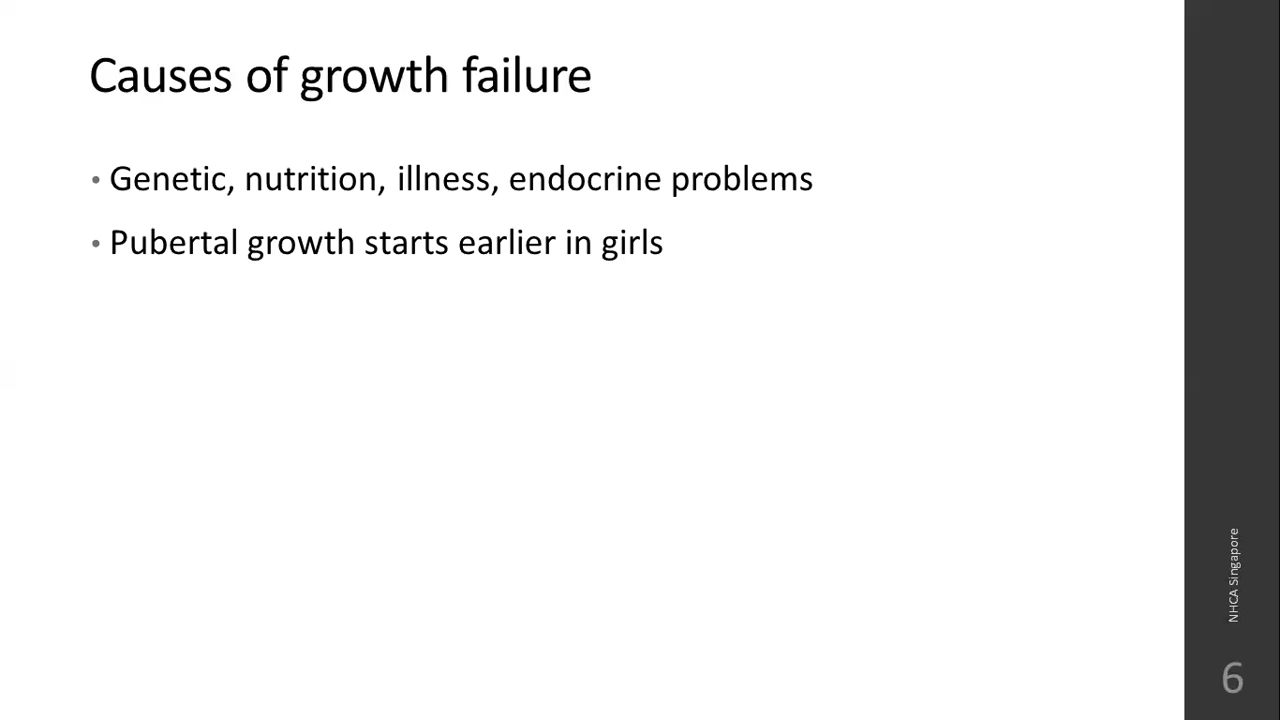 Causes of growth failure
• Genetic, nutrition, illness, endocrine problems
• Pubertal growth starts earlier in girls
NHCA Singapore
6